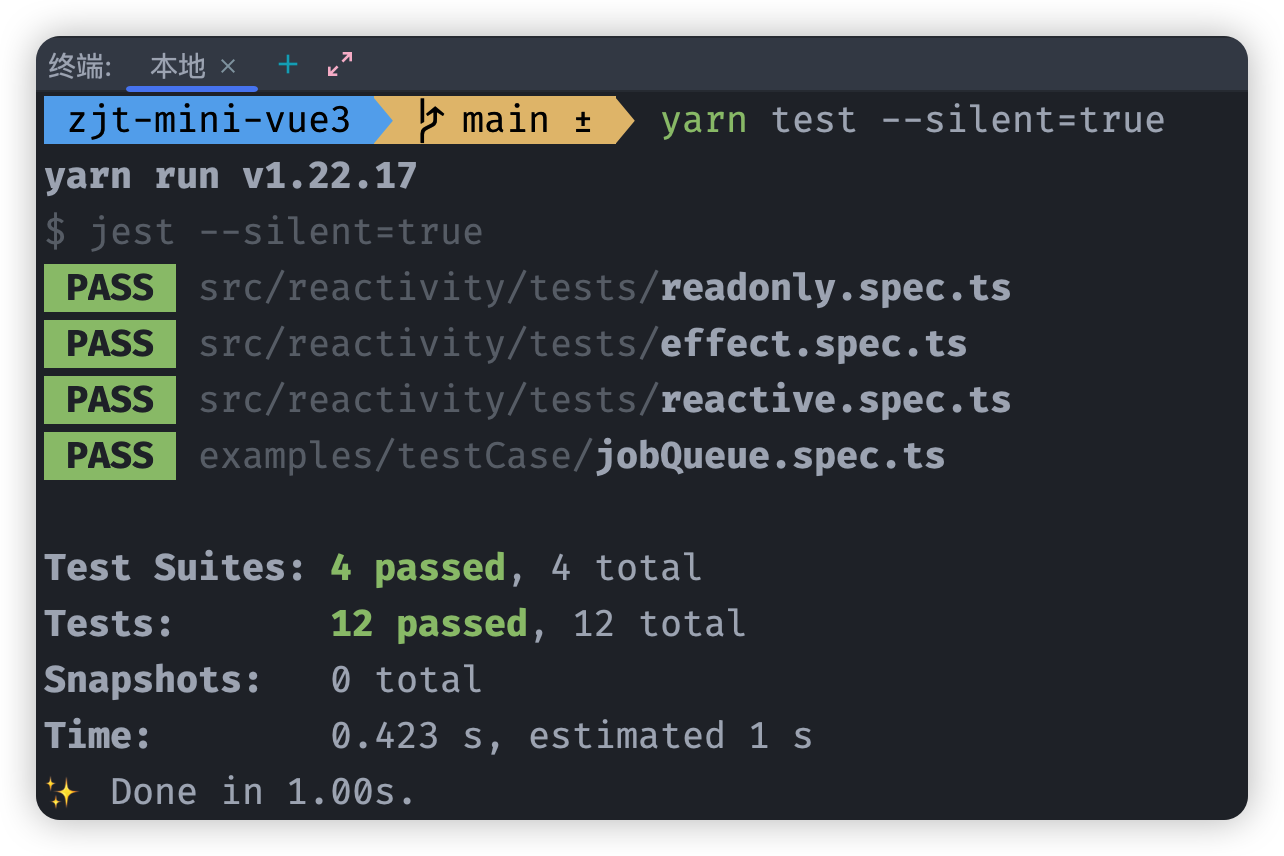 终端: 本地 × +
zjt-mini-vue3 main ± yarn test --silent=true
yarn run v1.22.17
$ jest --silent=true
PASS src/reactivity/tests/readonly.spec.ts
PASS src/reactivity/tests/effect.spec.ts
PASS src/reactivity/tests/reactive.spec.ts
PASS examples/testCase/jobQueue.spec.ts
Test Suites: 4 passed, 4 total
Tests: 12 passed, 12 total
Snapshots: 0 total
Time: 0.423 s, estimated 1 s
✨ Done in 1.00s.